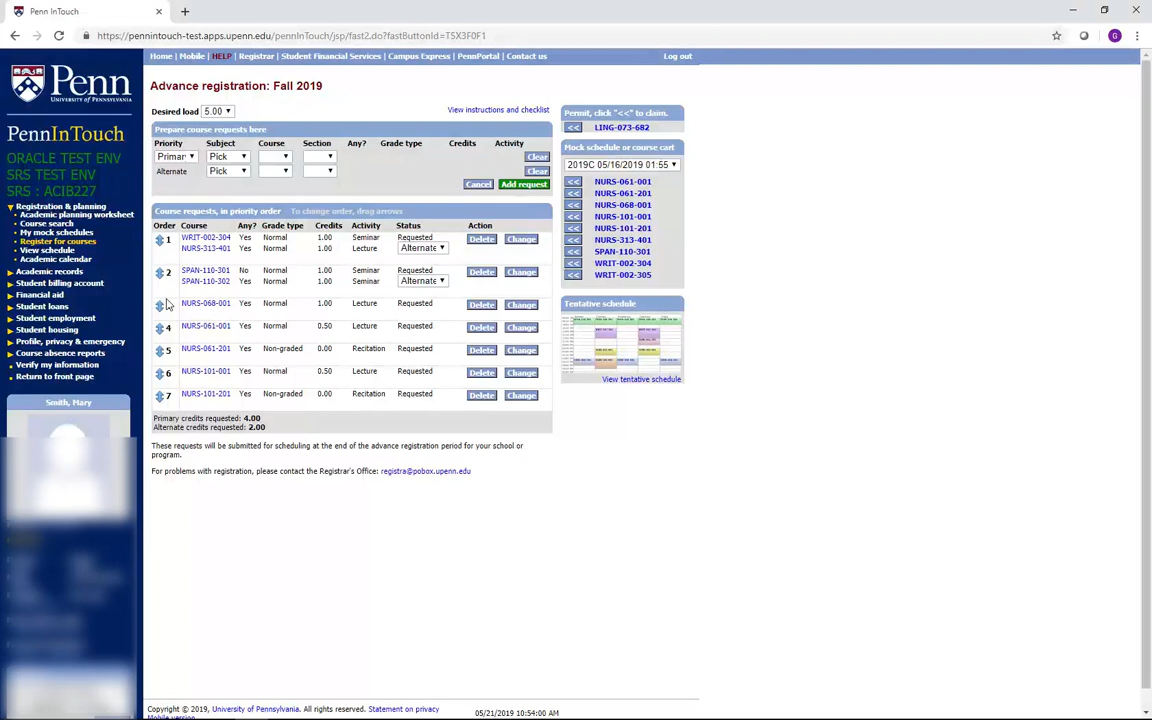 Penn InTouch
https://pennintouch-test.apps.upenn.edu/pennInTouch/jsp/fast2.do?fastButtonId=T5X3F0F1
G
Penn
UNIVERSITY OF PENNSYLVANIA
PennInTouch
ORACLE TEST ENV
SRS TEST ENV
SRS : ACIB227
Registration & planning
Academic planning worksheet
Course search
My mock schedules
Register for courses
View schedule
Academic calendar
Academic records
Student billing account
Financial aid
Student loans
Student employment
Student housing
Profile, privacy & emergency
Course absence reports
Verify my information
Return to front page
Smith, Mary
Home | Mobile | HELP | Registrar | Student Financial Services | Campus Express | PennPortal | Contact us
Log out
Advance registration: Fall 2019
Desired load 5.00
View instructions and checklist
Prepare course requests here
Priority Subject Course Section Any? Grade type Credits Activity
Primar Pick Clear
Alternate Pick Clear
Cancel Add request
Course requests, in priority order To change order, drag arrows
Order Course Any? Grade type Credits Activity Status Action
1 WRIT-002-304 Yes Normal 1.00 Seminar Requested Delete Change
NURS-313-401 Yes Normal 1.00 Lecture Alternate
2 SPAN-110-301 No Normal 1.00 Seminar Requested Delete Change
SPAN-110-302 Yes Normal 1.00 Seminar Alternate
NURS-068-001 Yes Normal 1.00 Lecture Requested Delete Change
4 NURS-061-001 Yes Normal 0.50 Lecture Requested Delete Change
5 NURS-061-201 Yes Non-graded 0.00 Recitation Requested Delete Change
6 NURS-101-001 Yes Normal 0.50 Lecture Requested Delete Change
7 NURS-101-201 Yes Non-graded 0.00 Recitation Requested Delete Change
Primary credits requested: 4.00
Alternate credits requested: 2.00
These requests will be submitted for scheduling at the end of the advance registration period for your school or
program.
For problems with registration, please contact the Registrar's Office: registra@pobox.upenn.edu
Permit, click "<<" to claim.
<< LING-073-682
Mock schedule or course cart
2019C 05/16/2019 01:55
<< NURS-061-001
<< NURS-061-201
<< NURS-068-001
<< NURS-101-001
<< NURS-101-201
<< NURS-313-401
<< SPAN-110-301
<< WRIT-002-304
<< WRIT-002-305
Tentative schedule
View tentative schedule
Copyright © 2019, University of Pennsylvania. All rights reserved. Statement on privacy
Mobile version
05/21/2019 10:54:00 AM